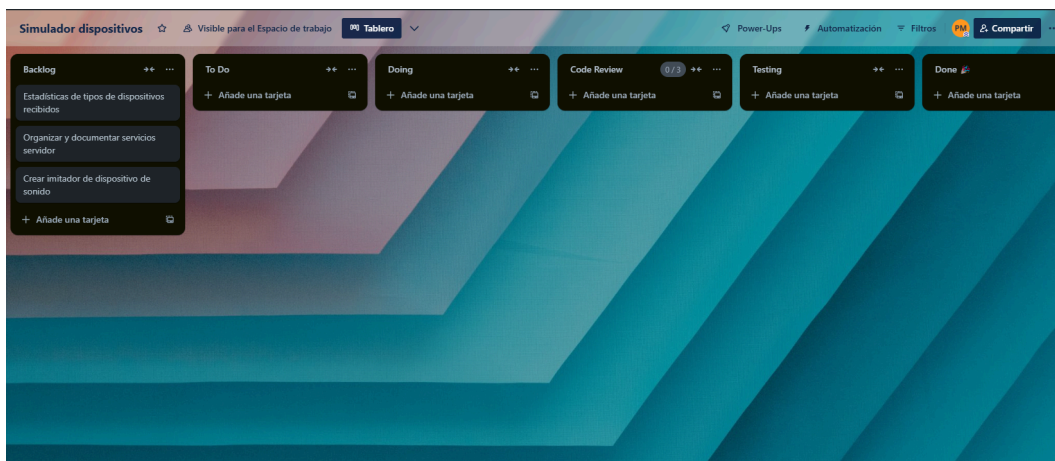 Simulador dispositivos Visible para el Espacio de trabajo Tablero Power-Ups Automatización Filtros PM Compartir
Backlog
Estadísticas de tipos de dispositivos
recibidos
Organizar y documentar servicios
servidor
Crear imitador de dispositivo de
sonido
+ Añade una tarjeta
To Do
+ Añade una tarjeta
Doing
+ Añade una tarjeta
Code Review 0/3
+ Añade una tarjeta
Testing
+ Añade una tarjeta
Done 🎉
+ Añade una tarjeta